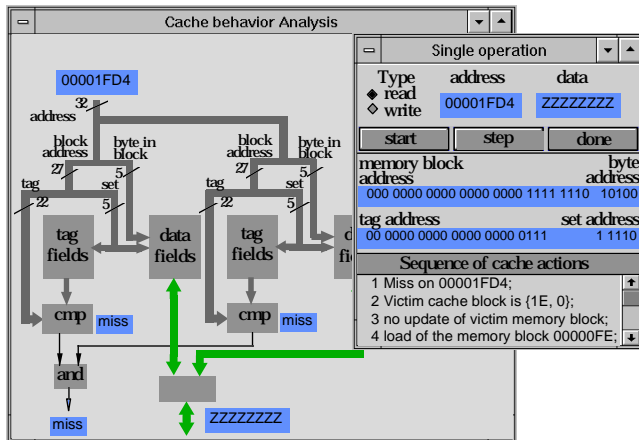 Cache behavior Analysis
00001FD4
32
address
block address
27
byte in block
5
tag
22
set
5
tag fields
data fields
cmp
miss
block address
27
byte in block
5
tag
22
set
5
tag fields
cmp
miss
and
miss
ZZZZZZZZ
Single operation
Type address data
read
write
00001FD4 ZZZZZZZZ
start step done
memory block address byte address
000 0000 0000 0000 0000 1111 1110 10100
tag address set address
00 0000 0000 0000 0000 0111 1 1110
Sequence of cache actions
1 Miss on 00001FD4;
2 Victim cache block is {1E, 0};
3 no update of victim memory block;
4 load of the memory block 00000FE;